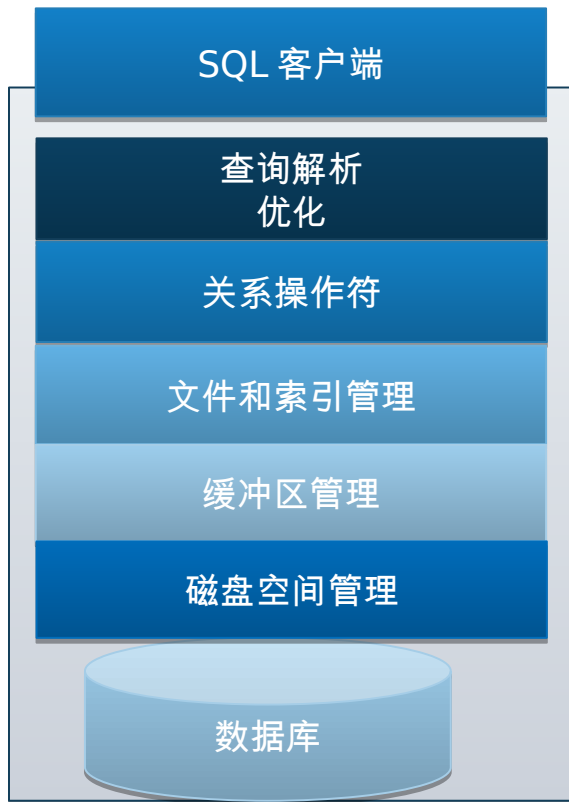 SQL 客户端
查询解析
优化
关系操作符
文件和索引管理
缓冲区管理
磁盘空间管理
数据库